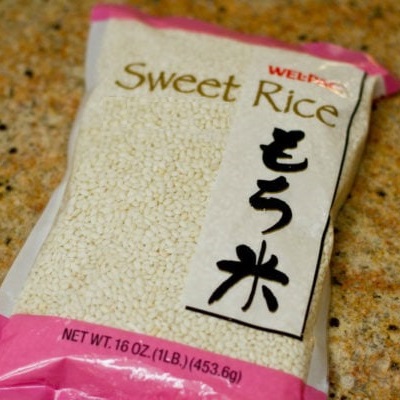 WEL-PAC
Sweet Rice
もち米
NET WT. 16 OZ. (1LB.) (453.6g)